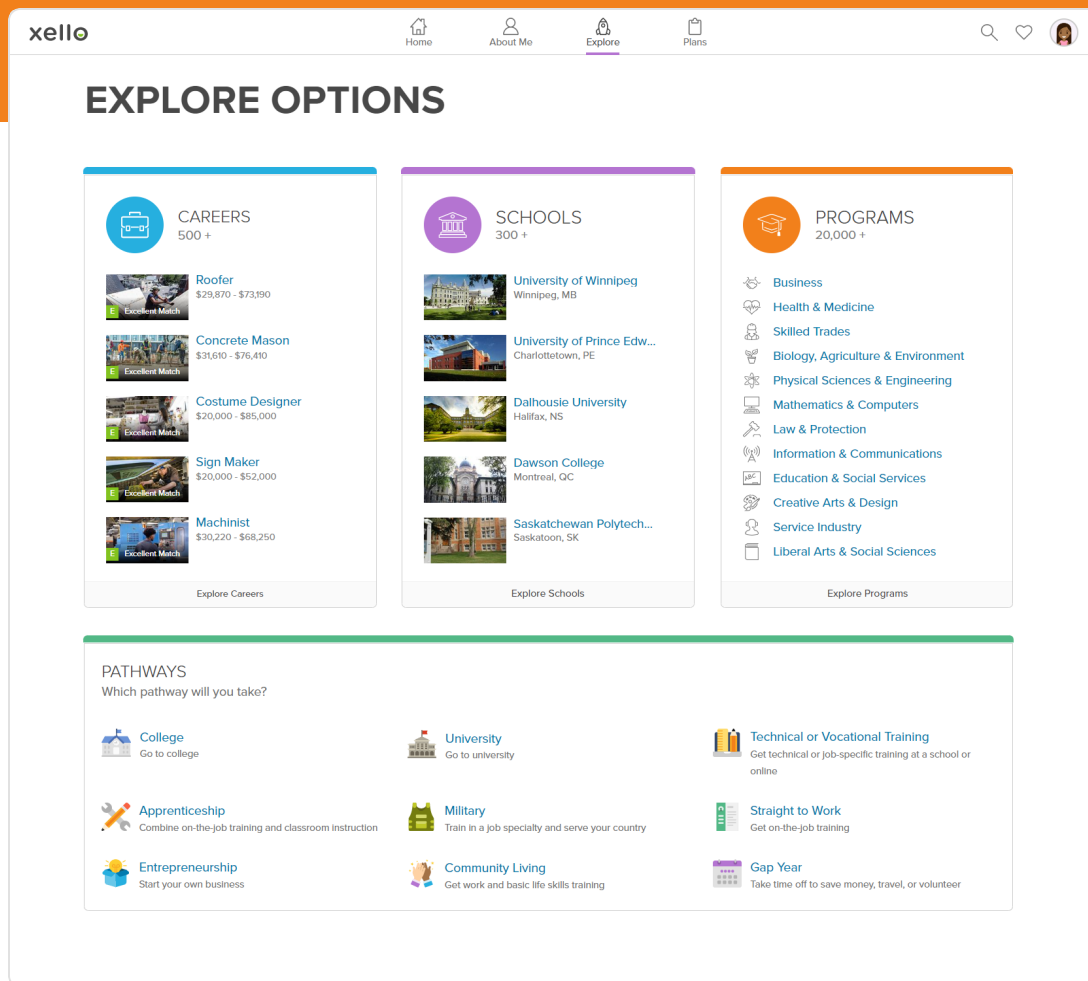 xello
Home
About Me
Explore
Plans
EXPLORE OPTIONS
CAREERS
500 +
Roofer
$29,870 - $73,190
E Excellent Match
Concrete Mason
$31,610 - $76,410
E Excellent Match
Costume Designer
$20,000 - $85,000
E Excellent Match
Sign Maker
$20,000 - $52,000
E Excellent Match
Machinist
$30,220 - $68,250
E Excellent Match
Explore Careers
SCHOOLS
300 +
University of Winnipeg
Winnipeg, MB
University of Prince Edw...
Charlottetown, PE
Dalhousie University
Halifax, NS
Dawson College
Montreal, QC
Saskatchewan Polytech...
Saskatoon, SK
Explore Schools
PROGRAMS
20,000 +
Business
Health & Medicine
Skilled Trades
Biology, Agriculture & Environment
Physical Sciences & Engineering
Mathematics & Computers
Law & Protection
Information & Communications
ABC
Education & Social Services
Creative Arts & Design
Service Industry
Liberal Arts & Social Sciences
Explore Programs
PATHWAYS
Which pathway will you take?
College
Go to college
University
Go to university
Technical or Vocational Training
Get technical or job-specific training at a school or
online
Apprenticeship
Combine on-the-job training and classroom instruction
Military
Train in a job specialty and serve your country
Straight to Work
Get on-the-job training
Entrepreneurship
Start your own business
Community Living
Get work and basic life skills training
Gap Year
Take time off to save money, travel, or volunteer